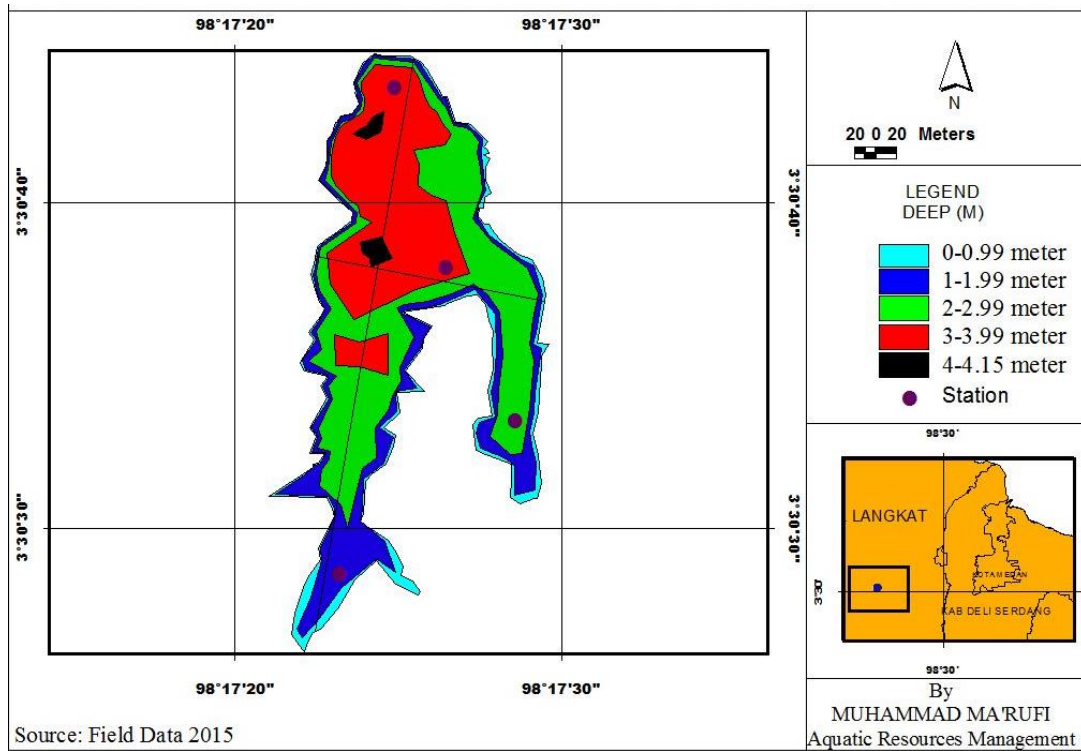 98°17'20" 98°17'30"
3°30'40" 3°30'40"
3°30'30" 3°30'30"
98°17'20" 98°17'30"
Source: Field Data 2015
N
20 0 20 Meters
LEGEND
DEEP (M)
0-0.99 meter
1-1.99 meter
2-2.99 meter
3-3.99 meter
4-4.15 meter
Station
98°30'
LANGKAT
KOTA MEDAN
KAB DELI SERDANG
98°30'
By
MUHAMMAD MA'RUFI
Aquatic Resources Management